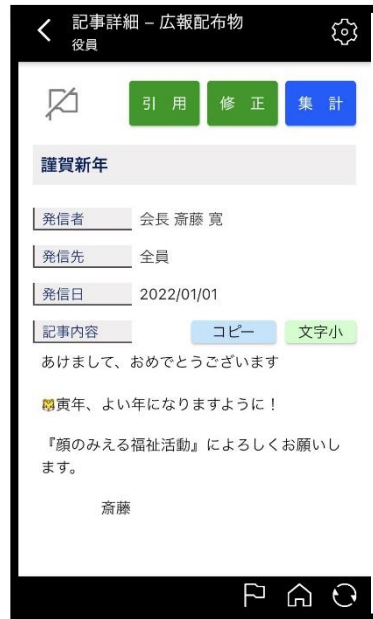 記事詳細 – 広報配布物
役員
引 用
修 正
集 計
謹賀新年
発信者 会長 斎藤 寛
発信先 全員
発信日 2022/01/01
記事内容 コピー 文字小
あけまして、おめでとうございます
🐯寅年、よい年になりますように！
『顔のみえる福祉活動』によろしくお願いし
ます。
斎藤